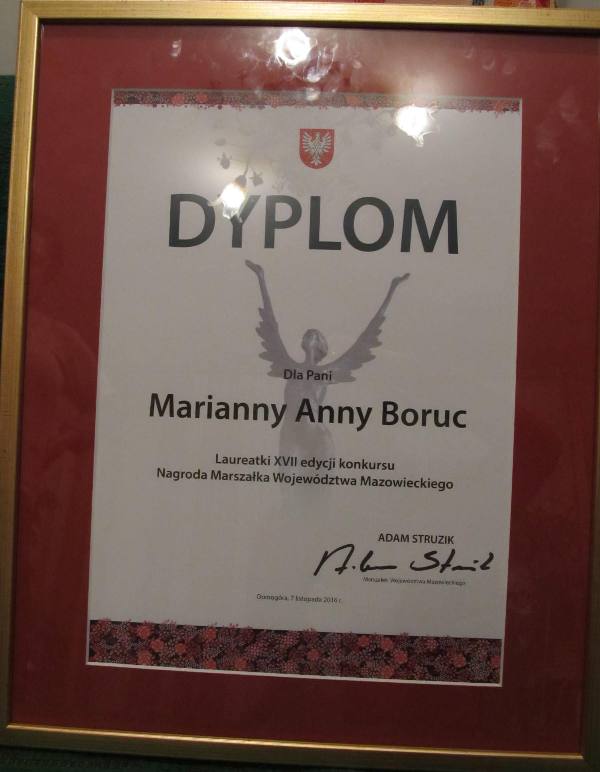 DYPLOM
Dla Pani
Marianny Anny Boruc
Laureatki XVII edycji konkursu
Nagroda Marszałka Województwa Mazowieckiego
ADAM STRUZIK
Marszałek Województwa Mazowieckiego
7 listopada 2016 r.